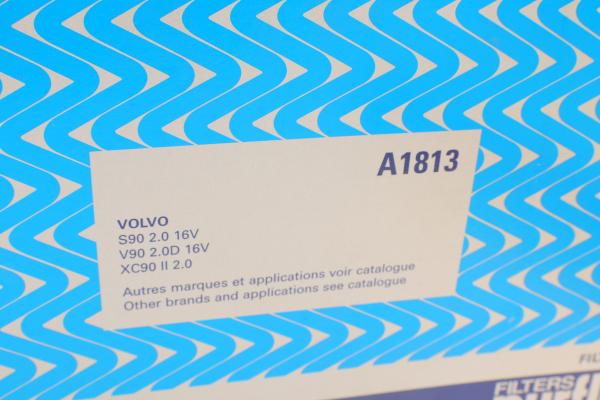 A1813
VOLVO
S90 2.0 16V
V90 2.0D 16V
XC90 II 2.0
Autres marques et applications voir catalogue
Other brands and applications see catalogue
FILTERS